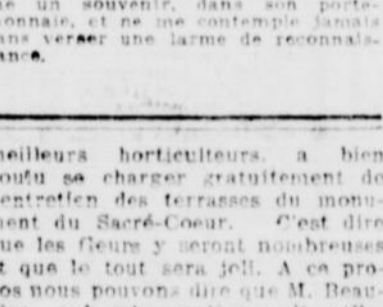 un souvenir, dans son porte-
onnaie, et ne me contemple jamais
ans verser une larme de reconnais-
ance.
eilleurs horticulteurs, a bien
oulu se charger gratuitement de
entretien des terrasses du monu-
ent du Sacré-Coeur. C'est dire
ue les fleurs y seront nombreuses
t que le tout sera joli. A ce pro-
os nous pouvons dire que M. Beau-